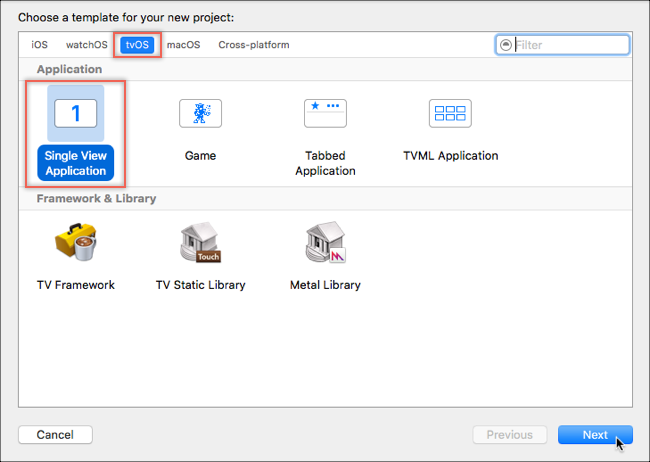 Choose a template for your new project:
iOS watchOS tvOS macOS Cross-platform Filter
Application
1
Single View Application Game Tabbed Application TVML Application
Framework & Library
Touch
TV Framework TV Static Library Metal Library
Cancel Previous Next